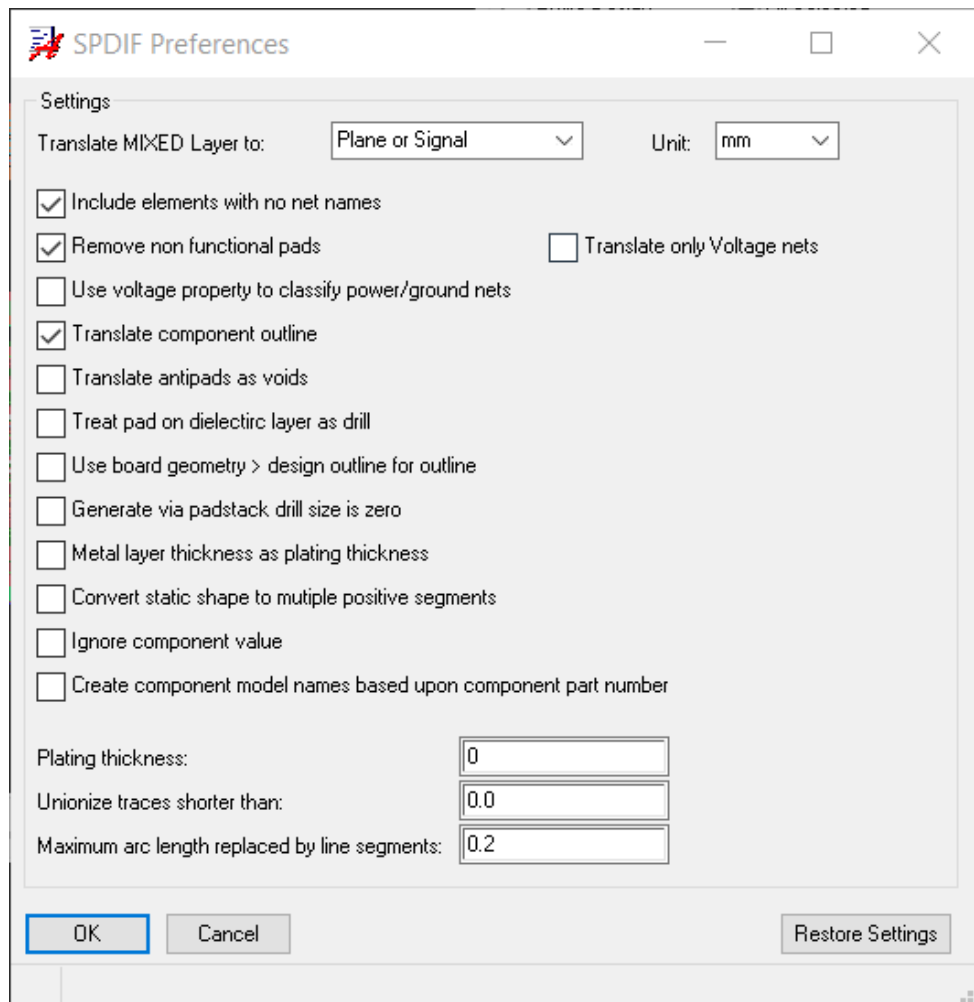 SPDIF Preferences
Settings
Translate MIXED Layer to: Plane or Signal Unit: mm
Include elements with no net names
Remove non functional pads Translate only Voltage nets
Use voltage property to classify power/ground nets
Translate component outline
Translate antipads as voids
Treat pad on dielectirc layer as drill
Use board geometry > design outline for outline
Generate via padstack drill size is zero
Metal layer thickness as plating thickness
Convert static shape to mutiple positive segments
Ignore component value
Create component model names based upon component part number
Plating thickness: 0
Unionize traces shorter than: 0.0
Maximum arc length replaced by line segments: 0.2
OK Cancel Restore Settings